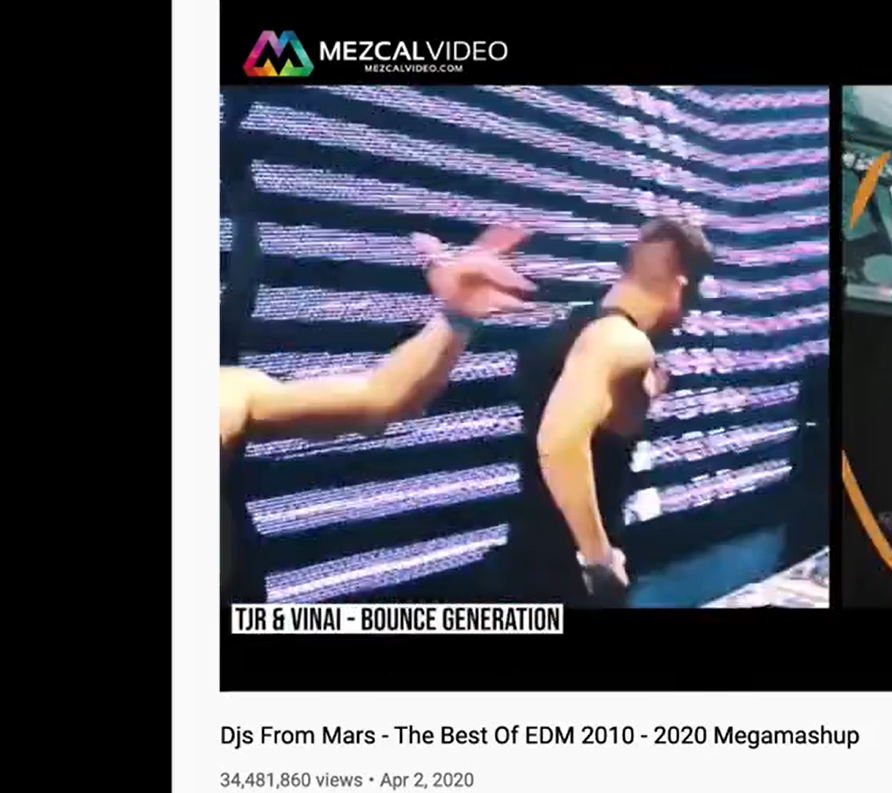 MEZCALVIDEO
MEZCALVIDEO.COM
TJR & VINAI - BOUNCE GENERATION
Djs From Mars - The Best Of EDM 2010 - 2020 Megamashup
34,481,860 views • Apr 2, 2020